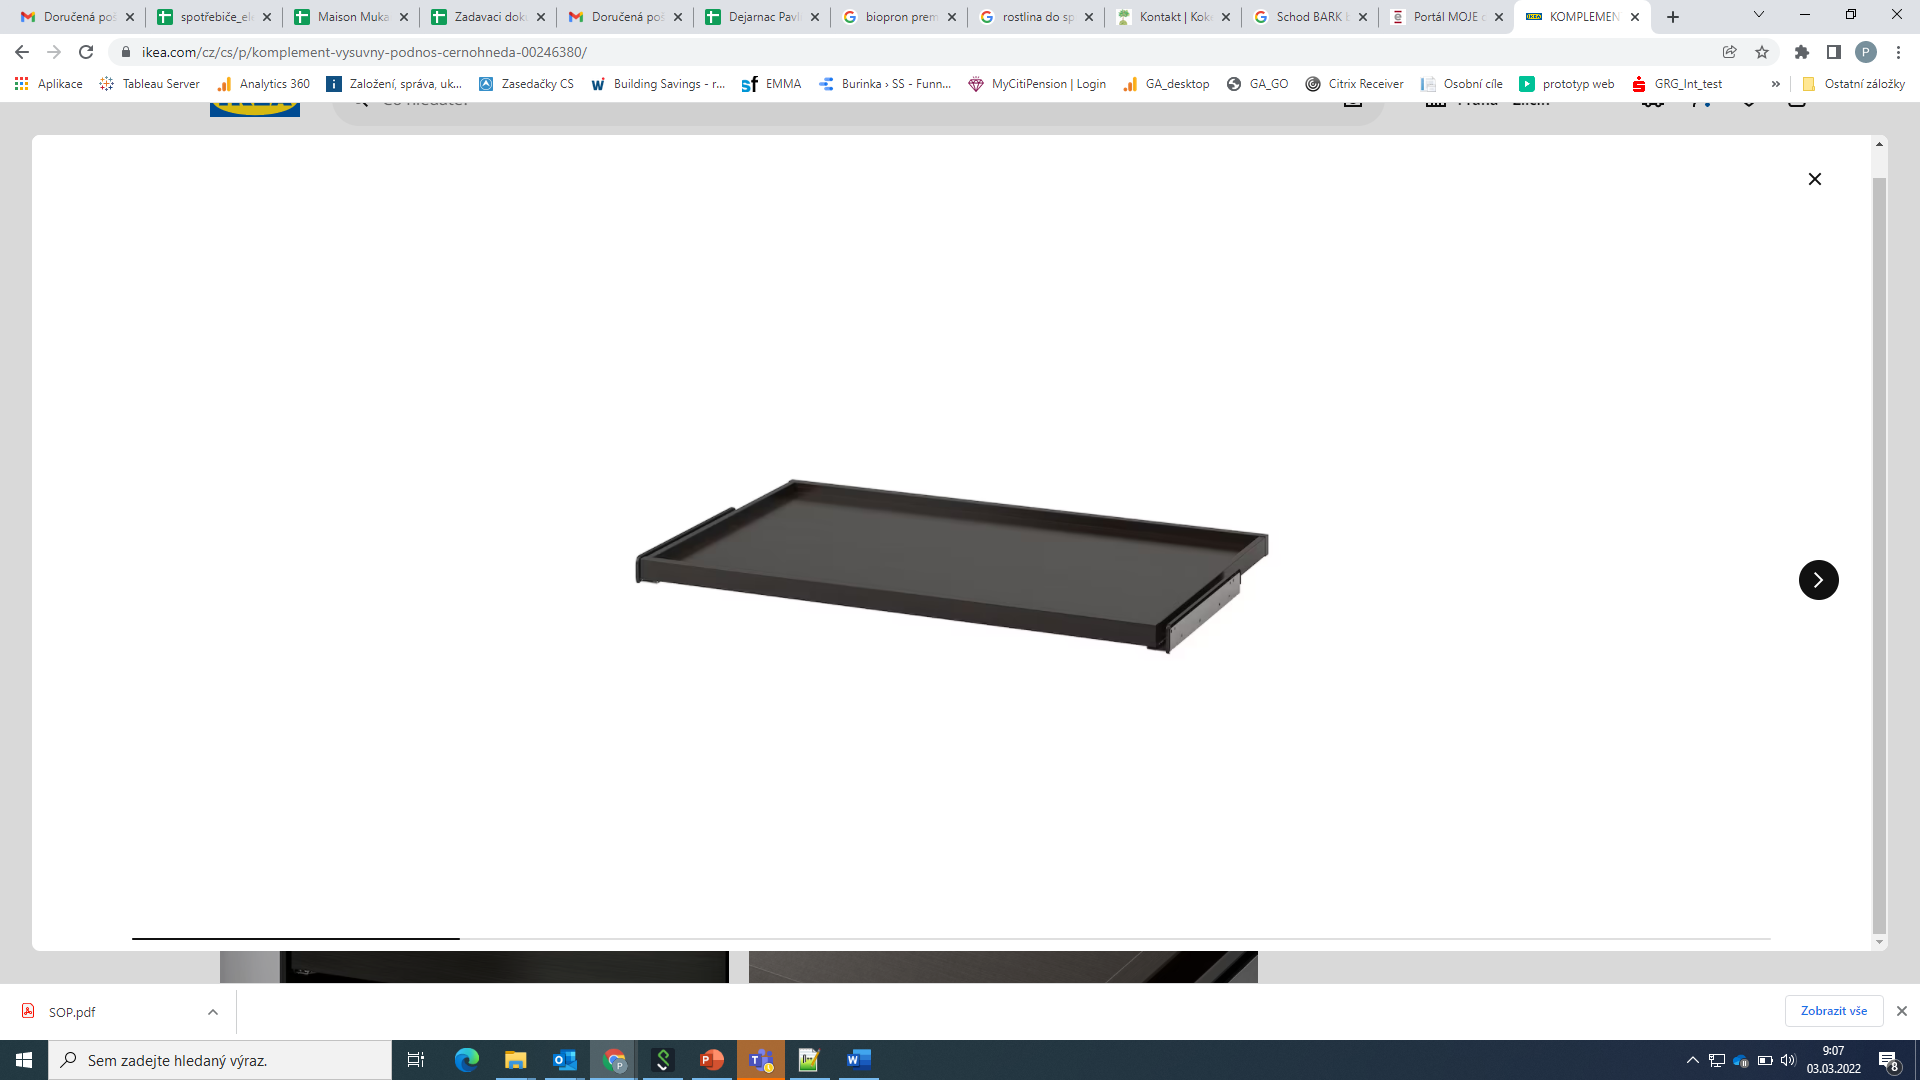 Doručená poš
spotřebiče_el
Maison Muka
Zadavaci dok
Doručená poš
Dejarnac Pavl
biopron prem
rostlina do sp
Kontakt | Kok
Schod BARK b
Portál MOJE
KOMPLEMEN
ikea.com/cz/cs/p/komplement-vysuvny-podnos-cernohneda-00246380/
P
Aplikace
Tableau Server
Analytics 360
Založení, správa, uk...
Zasedačky CS
Building Savings - r...
EMMA
Burinka › SS - Funn...
MyCitiPension | Login
GA_desktop
GA_GO
Citrix Receiver
Osobní cíle
prototyp web
GRG_Int_test
»
Ostatní záložky
SOP.pdf
Zobrazit vše
Sem zadejte hledaný výraz.
9:07
03.03.2022
8